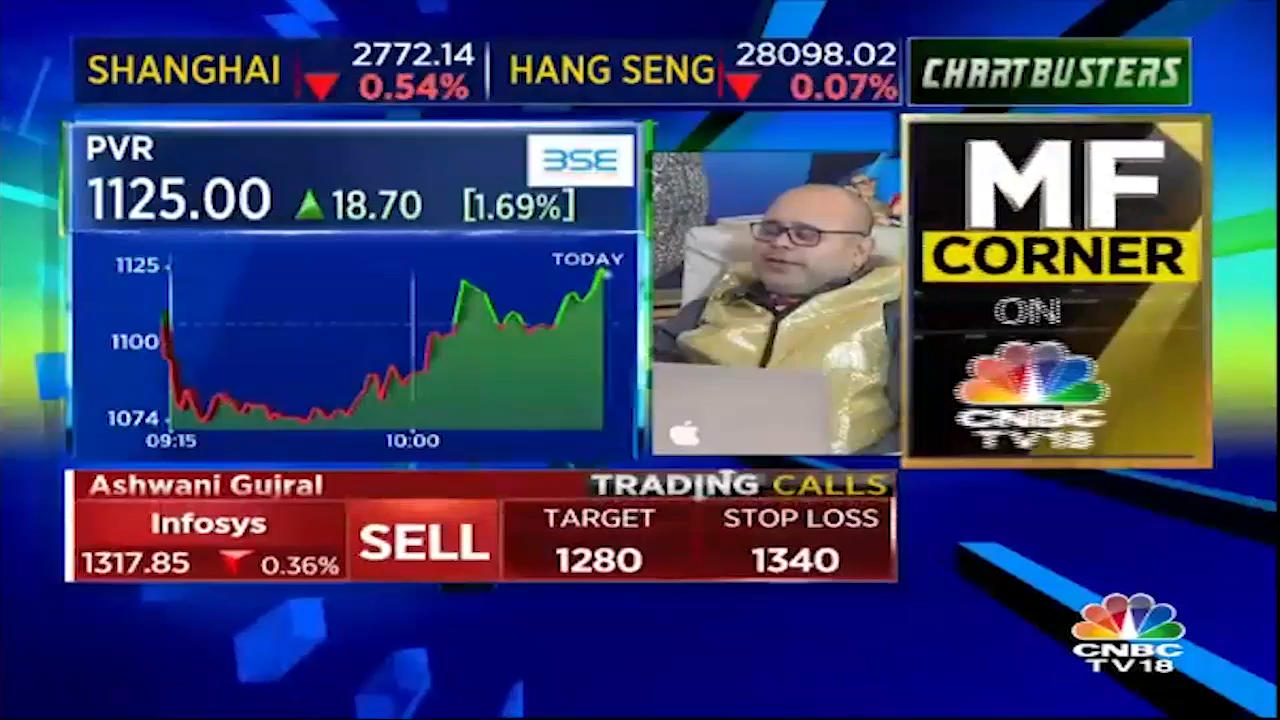 SHANGHAI 2772.14
0.54%
HANG SENG 28098.02
0.07%
CHARTBUSTERS
PVR
BSE
1125.00 18.70 [1.69%]
TODAY
1125
1100
1074
09:15 10:00
MF
CORNER
ON
CNBC
TV18
Ashwani Gujral
TRADING CALLS
Infosys
1317.85 0.36%
SELL
TARGET
1280
STOP LOSS
1340
CNBC
TV18